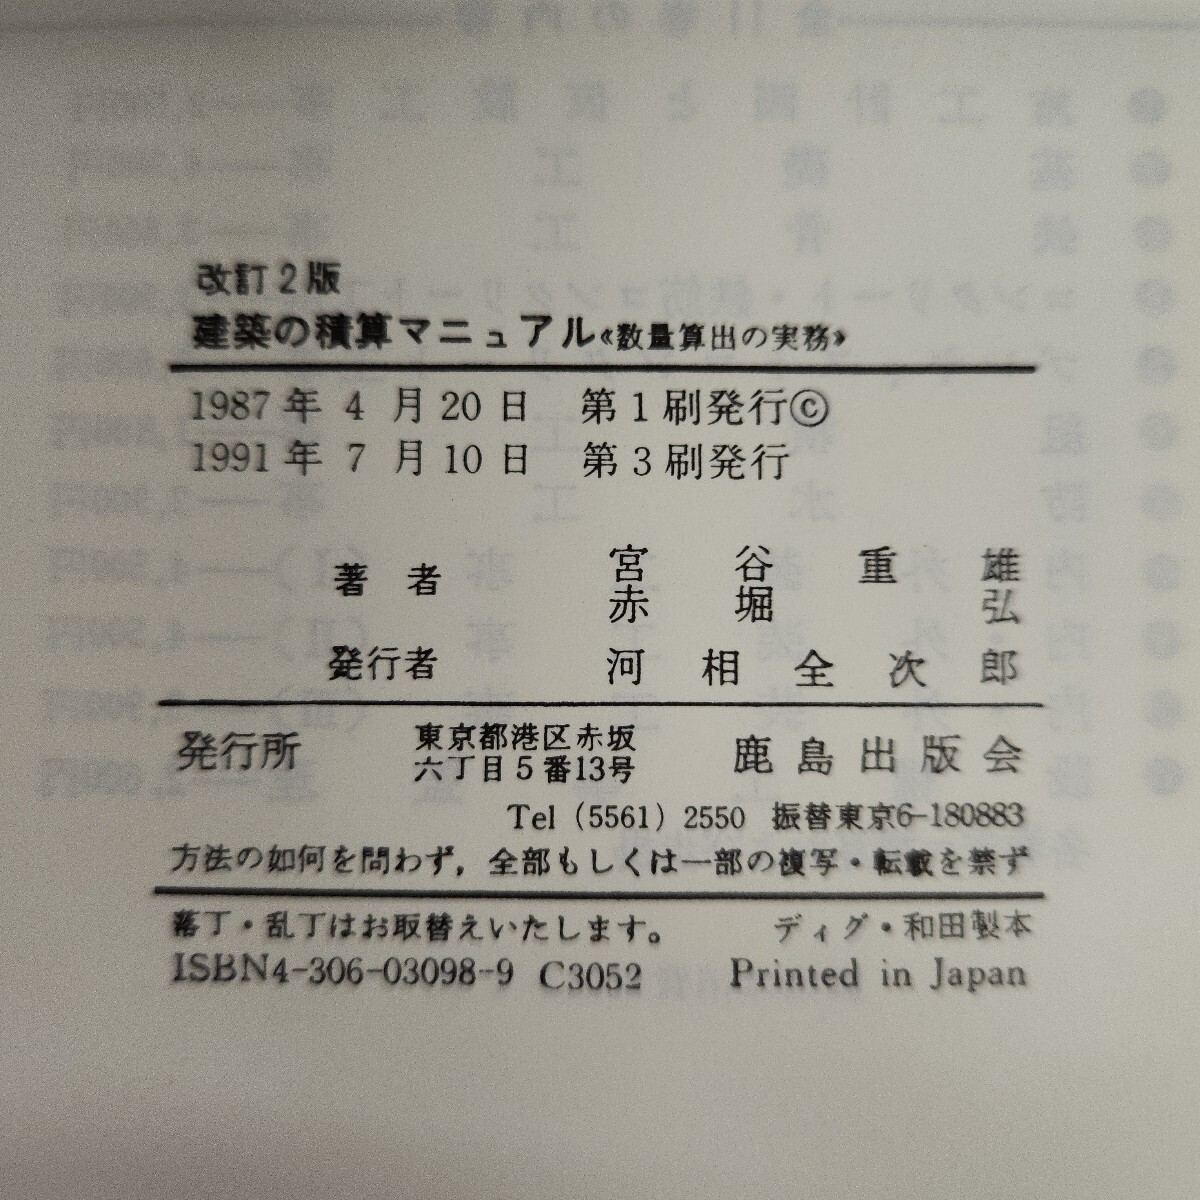 改訂2版
建築の積算マニュアル《数量算出の実務》
1987年4月20日 第1刷発行©
1991年7月10日 第3刷発行
著者 宮谷重雄
赤堀弘
発行者 河相全次郎
発行所 東京都港区赤坂六丁目5番13号 鹿島出版会
Tel (5561) 2550 振替東京6-180883
方法の如何を問わず，全部もしくは一部の複写・転載を禁ず
落丁・乱丁はお取替えいたします。 ディグ・和田製本
ISBN4-306-03098-9 C3052 Printed in Japan